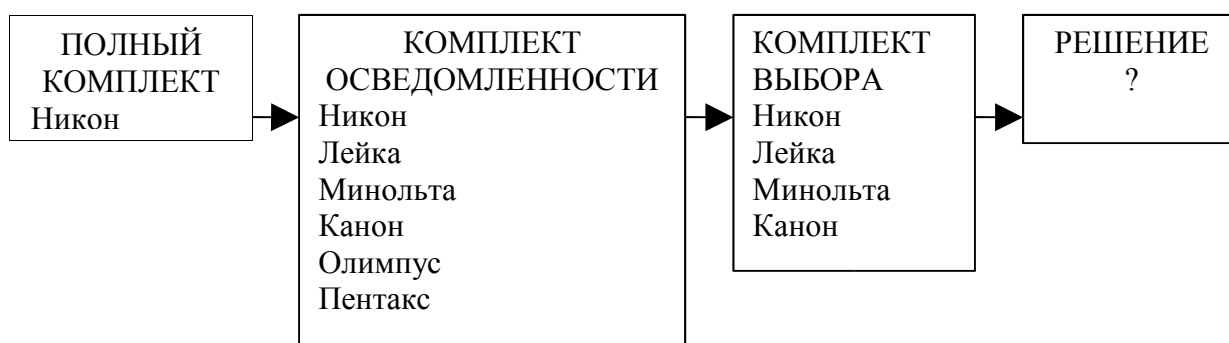 ПОЛНЫЙ
КОМПЛЕКТ
Никон
КОМПЛЕКТ
ОСВЕДОМЛЕННОСТИ
Никон
Лейка
Минольта
Канон
Олимпус
Пентакс
КОМПЛЕКТ
ВЫБОРА
Никон
Лейка
Минольта
Канон
РЕШЕНИЕ
?